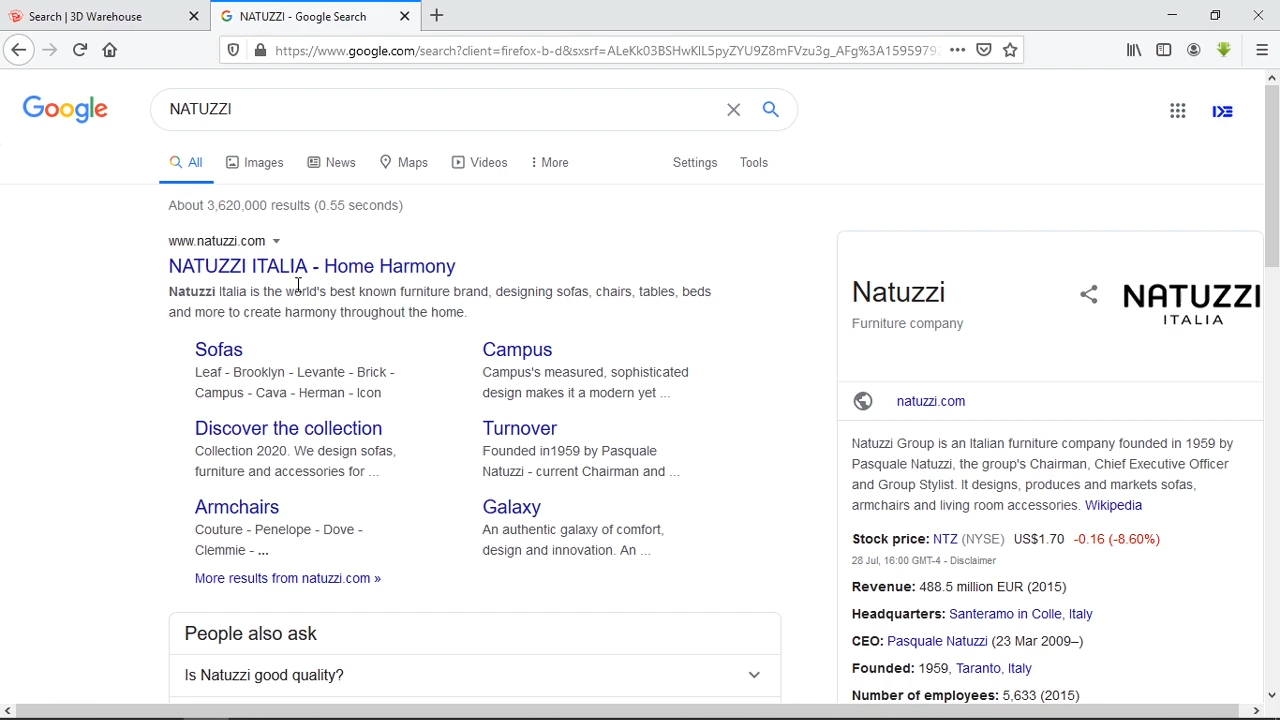 Search | 3D Warehouse
NATUZZI - Google Search
https://www.google.com/search?client=firefox-b-d&sxsrf=ALeKk03BSHwKlL5pyZYU9Z8mFVzu3g_AFg%3A1595979
Google
NATUZZI
All Images News Maps Videos More Settings Tools
About 3,620,000 results (0.55 seconds)
www.natuzzi.com
NATUZZI ITALIA - Home Harmony
Natuzzi Italia is the world's best known furniture brand, designing sofas, chairs, tables, beds
and more to create harmony throughout the home.
Sofas
Leaf - Brooklyn - Levante - Brick -
Campus - Cava - Herman - Icon
Campus
Campus's measured, sophisticated
design makes it a modern yet ...
Discover the collection
Collection 2020. We design sofas,
furniture and accessories for ...
Turnover
Founded in1959 by Pasquale
Natuzzi - current Chairman and ...
Armchairs
Couture - Penelope - Dove -
Clemmie - ...
Galaxy
An authentic galaxy of comfort,
design and innovation. An ...
More results from natuzzi.com »
People also ask
Is Natuzzi good quality?
Natuzzi
Furniture company
NATUZZI
ITALIA
natuzzi.com
Natuzzi Group is an Italian furniture company founded in 1959 by
Pasquale Natuzzi, the group's Chairman, Chief Executive Officer
and Group Stylist. It designs, produces and markets sofas,
armchairs and living room accessories. Wikipedia
Stock price: NTZ (NYSE) US$1.70 -0.16 (-8.60%)
28 Jul, 16:00 GMT-4 - Disclaimer
Revenue: 488.5 million EUR (2015)
Headquarters: Santeramo in Colle, Italy
CEO: Pasquale Natuzzi (23 Mar 2009–)
Founded: 1959, Taranto, Italy
Number of employees: 5,633 (2015)